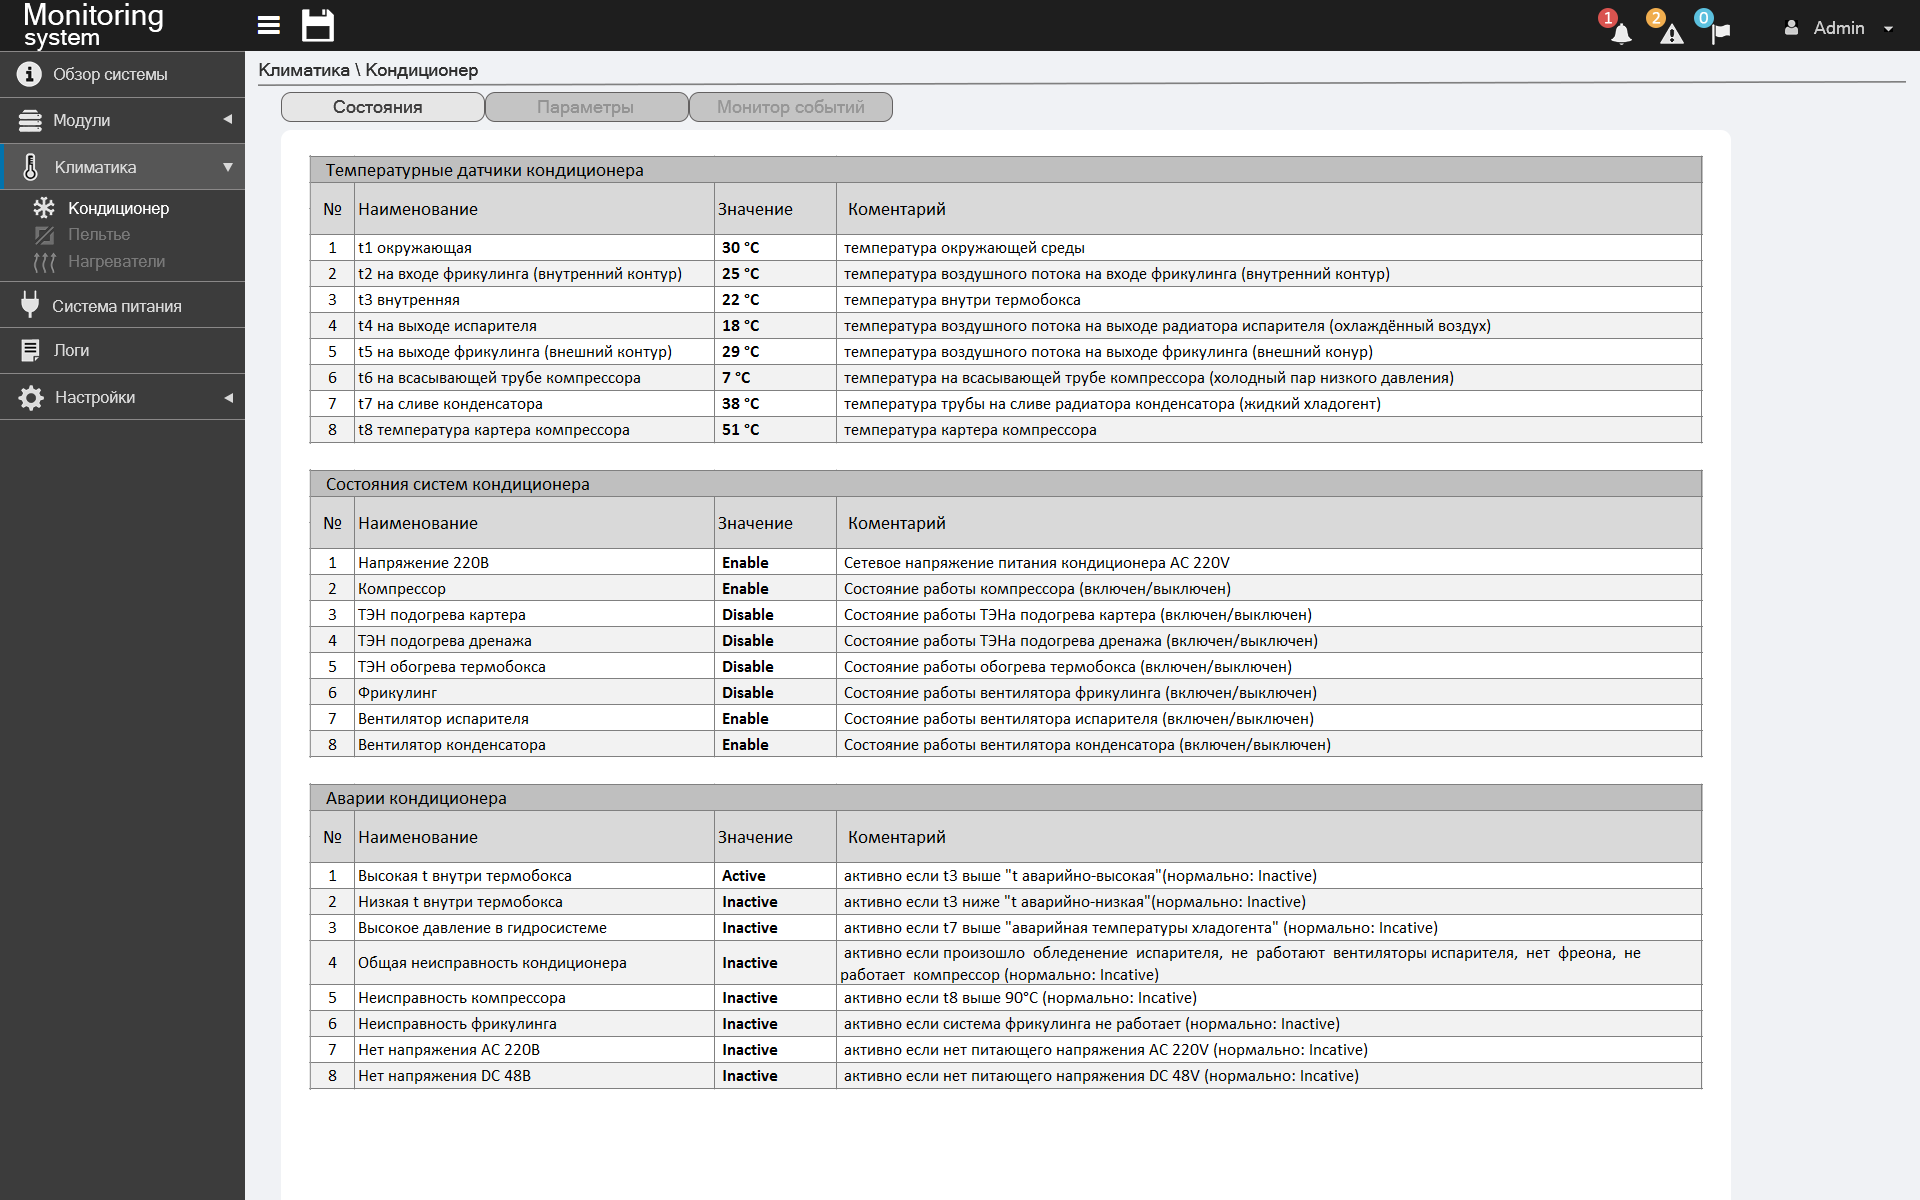 Monitoring
system
1
2
0
Admin
Обзор системы
Модули
Климатика
Кондиционер
Пельтье
Нагреватели
Система питания
Логи
Настройки
Климатика \ Кондиционер
Состояния Параметры Монитор событий
Температурные датчики кондиционера
№ Наименование Значение Коментарий
1 t1 окружающая 30 °C температура окружающей среды
2 t2 на входе фрикулинга (внутренний контур) 25 °C температура воздушного потока на входе фрикулинга (внутренний контур)
3 t3 внутренняя 22 °C температура внутри термобокса
4 t4 на выходе испарителя 18 °C температура воздушного потока на выходе радиатора испарителя (охлаждённый воздух)
5 t5 на выходе фрикулинга (внешний контур) 29 °C температура воздушного потока на выходе фрикулинга (внешний конур)
6 t6 на всасывающей трубе компрессора 7 °C температура на всасывающей трубе компрессора (холодный пар низкого давления)
7 t7 на сливе конденсатора 38 °C температура трубы на сливе радиатора конденсатора (жидкий хладогент)
8 t8 температура картера компрессора 51 °C температура картера компрессора
Состояния систем кондиционера
№ Наименование Значение Коментарий
1 Напряжение 220В Enable Сетевое напряжение питания кондиционера AC 220V
2 Компрессор Enable Состояние работы компрессора (включен/выключен)
3 ТЭН подогрева картера Disable Состояние работы ТЭНа подогрева картера (включен/выключен)
4 ТЭН подогрева дренажа Disable Состояние работы ТЭНа подогрева дренажа (включен/выключен)
5 ТЭН обогрева термобокса Disable Состояние работы обогрева термобокса (включен/выключен)
6 Фрикулинг Disable Состояние работы вентилятора фрикулинга (включен/выключен)
7 Вентилятор испарителя Enable Состояние работы вентилятора испарителя (включен/выключен)
8 Вентилятор конденсатора Enable Состояние работы вентилятора конденсатора (включен/выключен)
Аварии кондиционера
№ Наименование Значение Коментарий
1 Высокая t внутри термобокса Active активно если t3 выше "t аварийно-высокая"(нормально: Inactive)
2 Низкая t внутри термобокса Inactive активно если t3 ниже "t аварийно-низкая"(нормально: Inactive)
3 Высокое давление в гидросистеме Inactive активно если t7 выше "аварийная температуры хладогента" (нормально: Incative)
4 Общая неисправность кондиционера Inactive активно если произошло обледенение испарителя, не работают вентиляторы испарителя, нет фреона, не
работает компрессор (нормально: Incative)
5 Неисправность компрессора Inactive активно если t8 выше 90°C (нормально: Incative)
6 Неисправность фрикулинга Inactive активно если система фрикулинга не работает (нормально: Inactive)
7 Нет напряжения AC 220В Inactive активно если нет питающего напряжения AC 220V (нормально: Incative)
8 Нет напряжения DC 48В Inactive активно если нет питающего напряжения DC 48V (нормально: Incative)